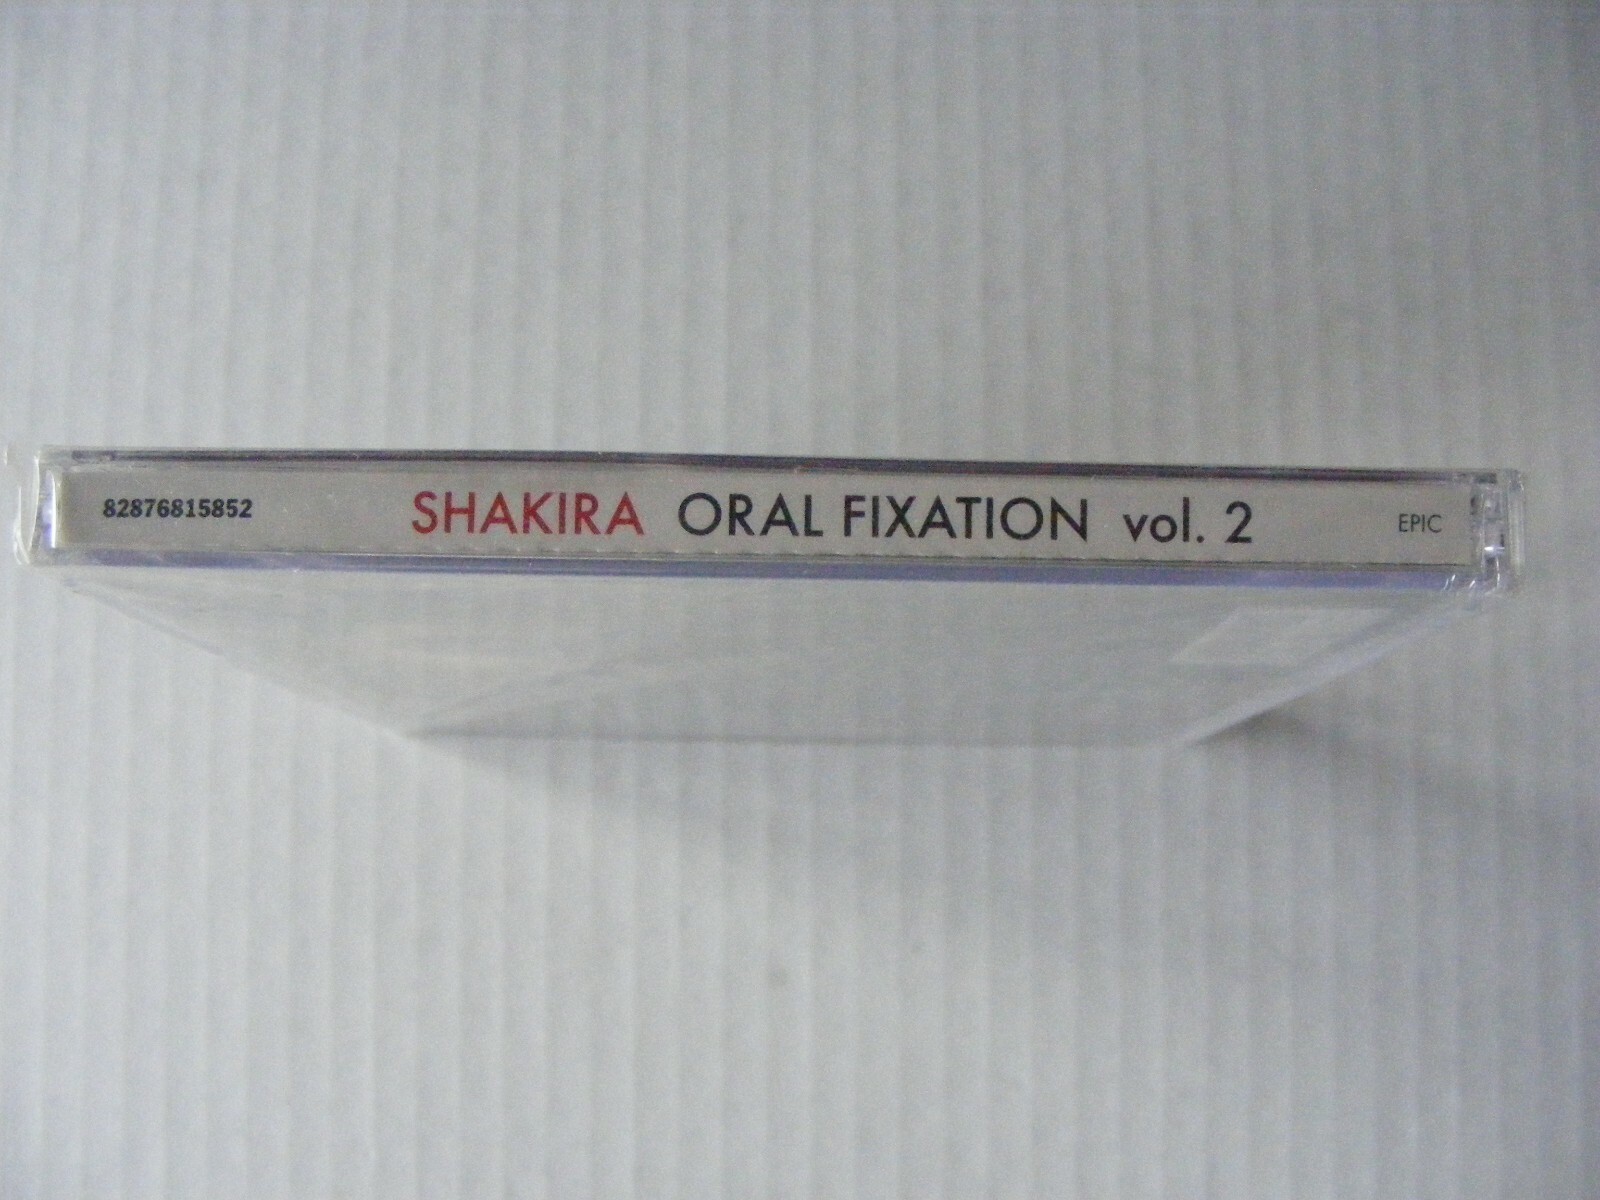 82876815852 SHAKIRA ORAL FIXATION vol. 2 EPIC